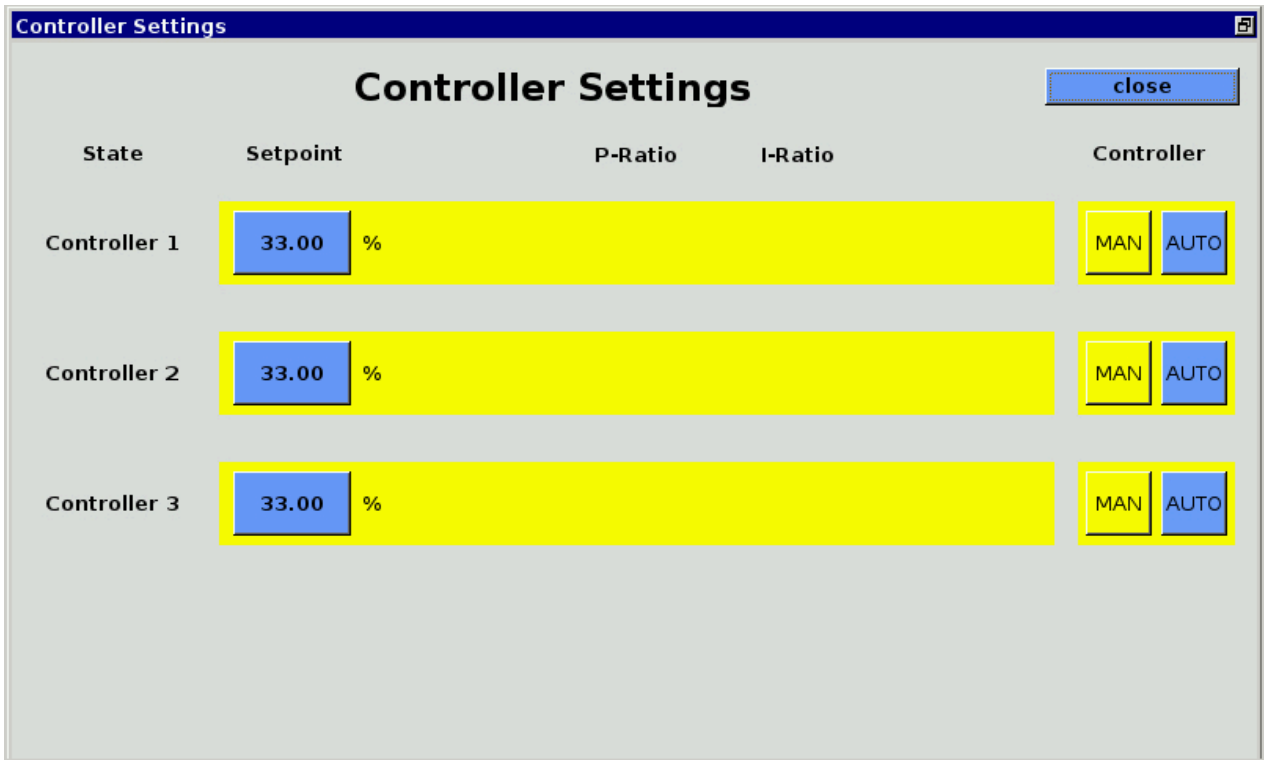 Controller Settings
Controller Settings
close
State Setpoint P-Ratio I-Ratio Controller
Controller 1 33.00 % MAN AUTO
Controller 2 33.00 % MAN AUTO
Controller 3 33.00 % MAN AUTO